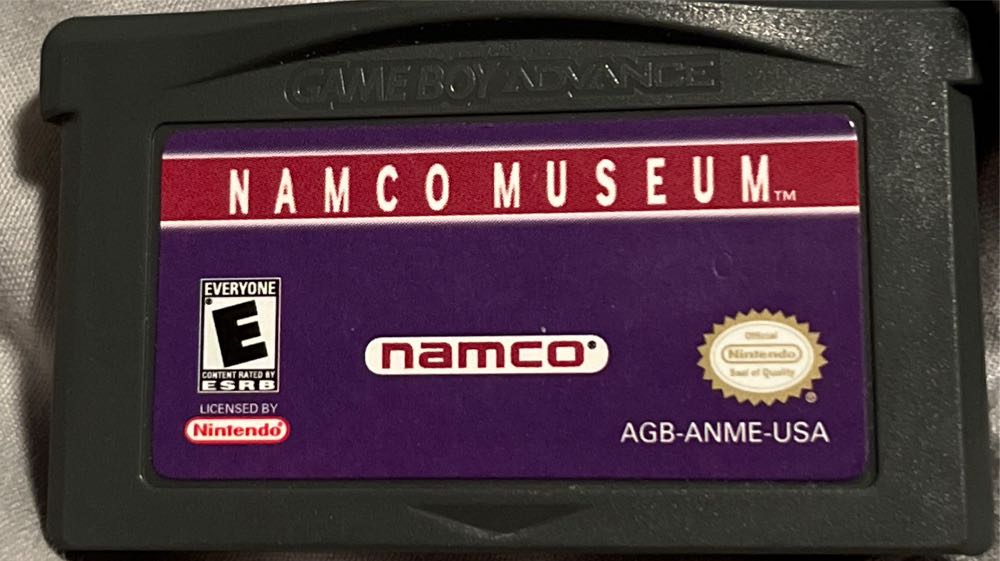 GAME BOY ADVANCE
NAMCO MUSEUM™
EVERYONE
E
CONTENT RATED BY
ESRB
LICENSED BY
Nintendo®
namco®
Official
Nintendo
Seal of Quality
®
AGB-ANME-USA